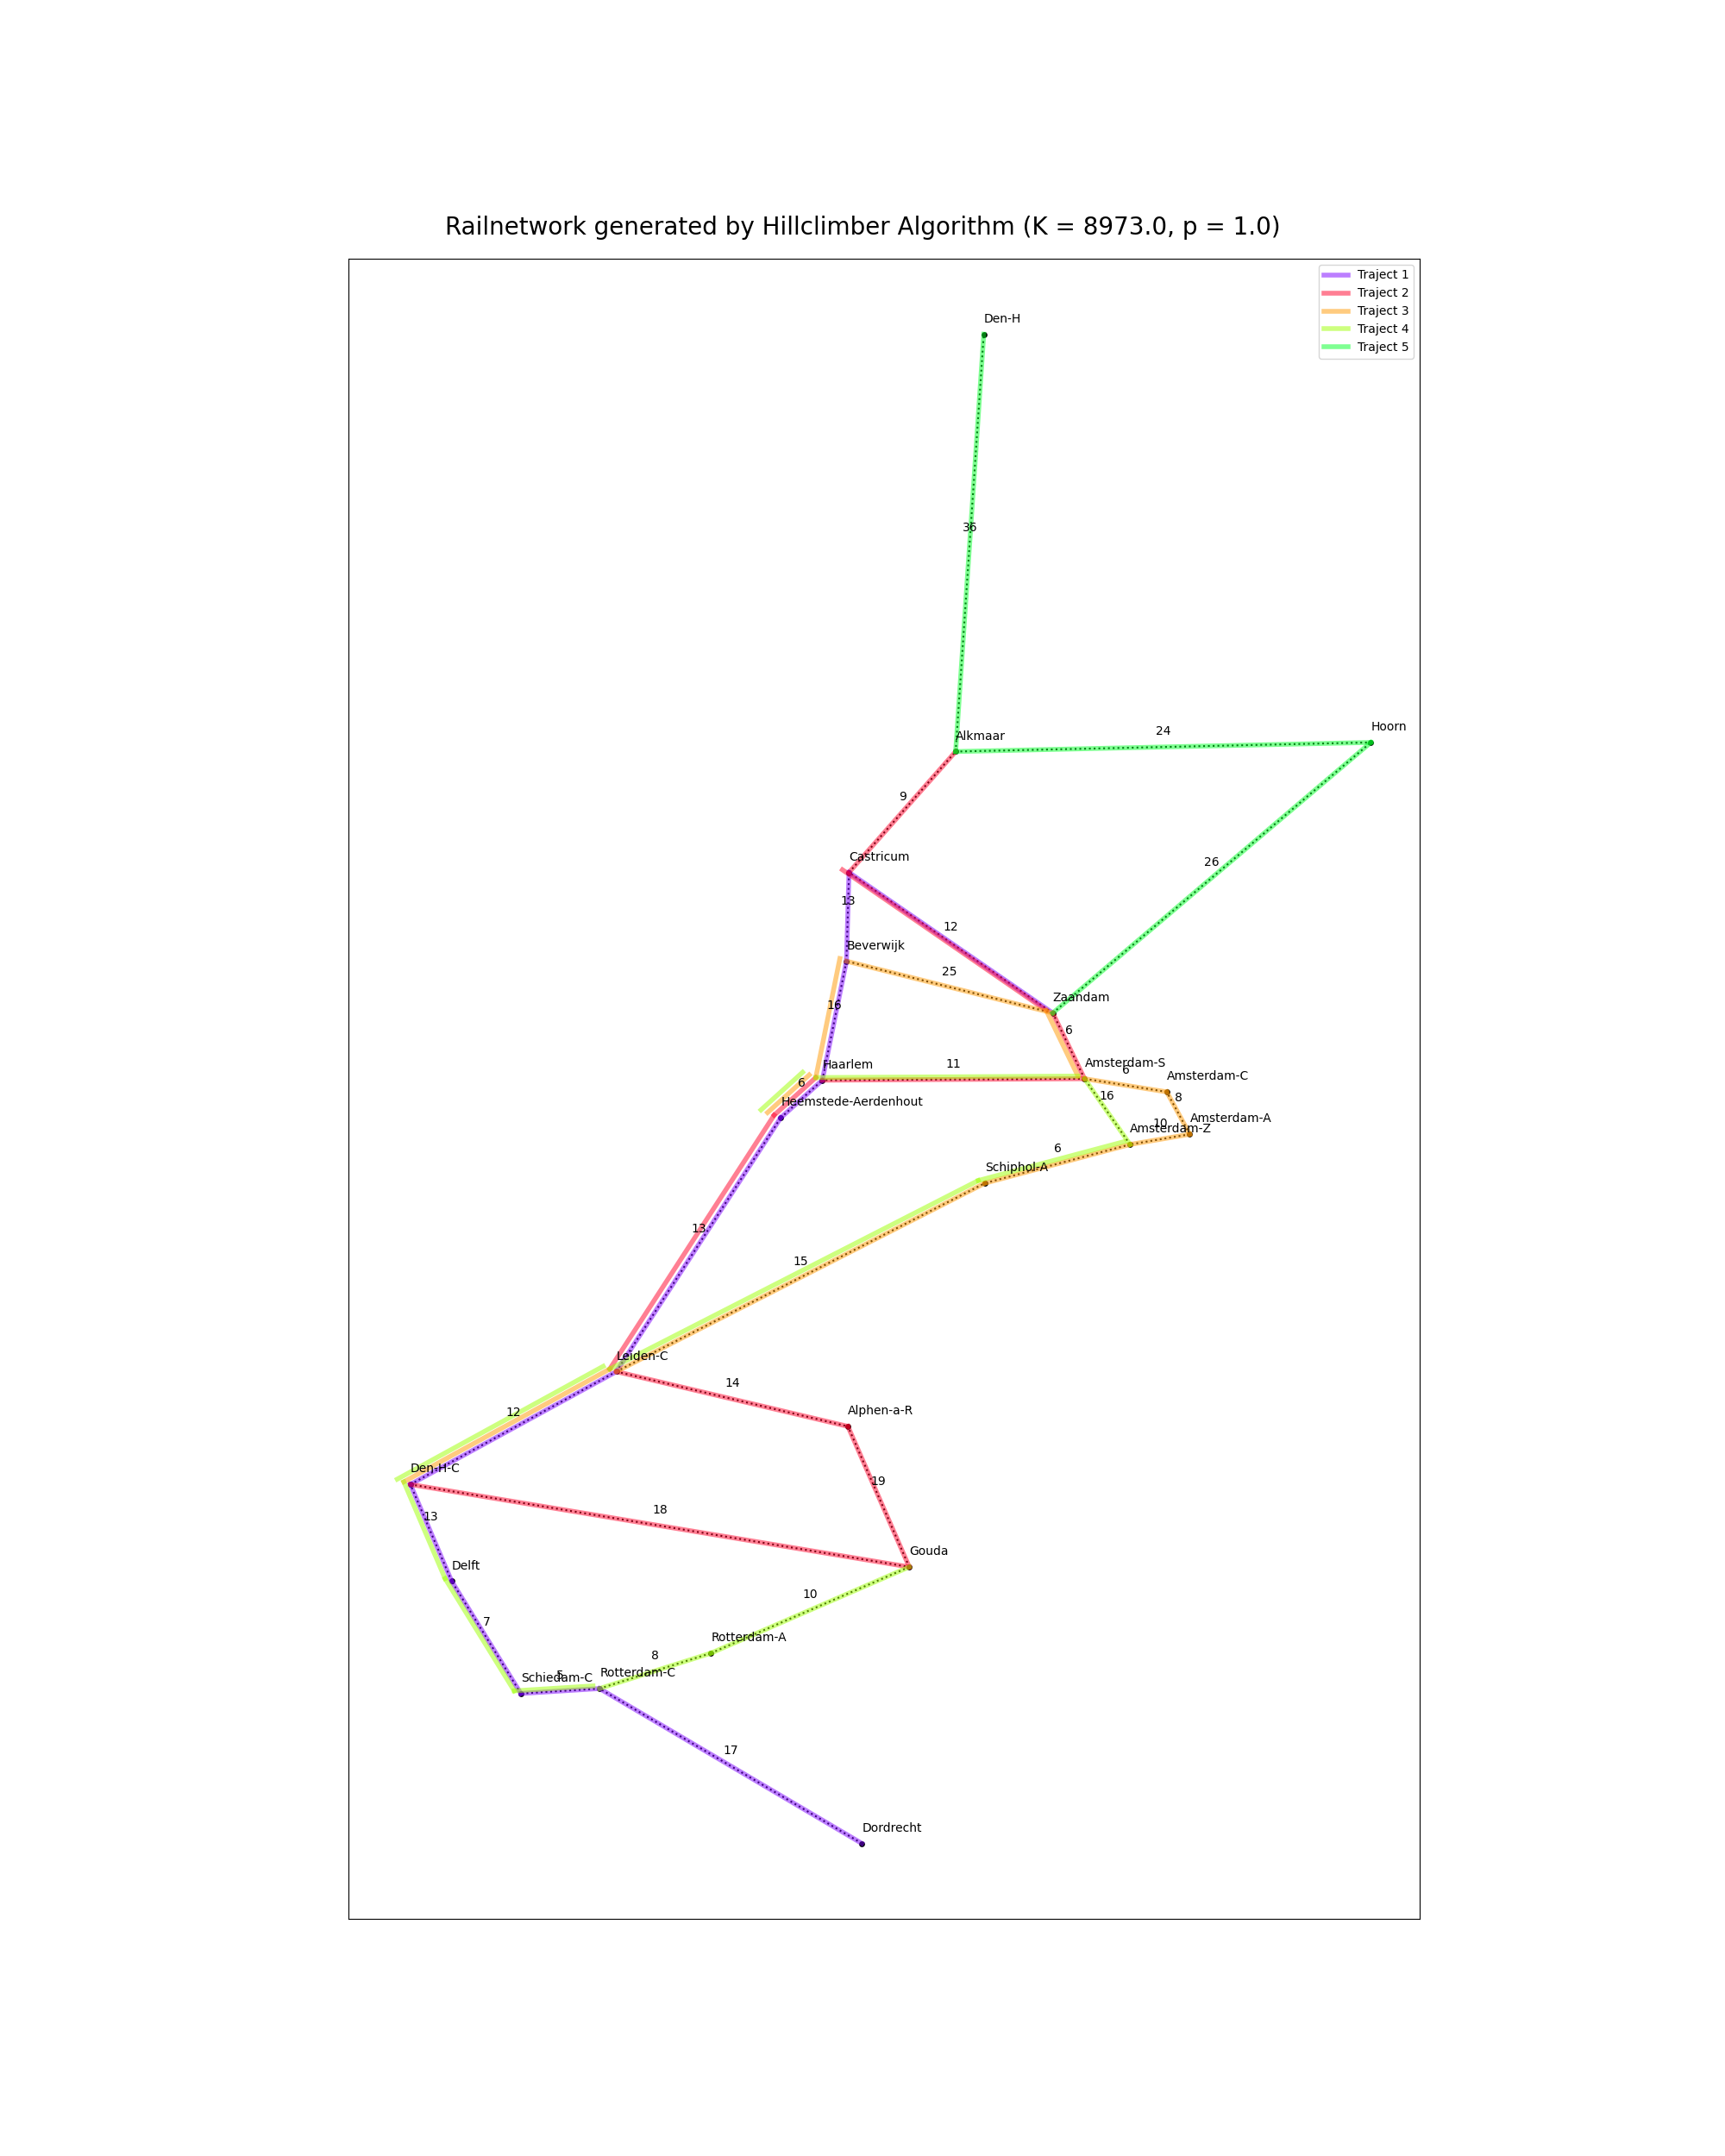 Railnetwork generated by Hillclimber Algorithm (K = 8973.0, p = 1.0)
Traject 1
Traject 2
Traject 3
Traject 4
Traject 5
Den-H
36
Hoorn
24
Alkmaar
9
Castricum
26
13
12
Beverwijk
25
Zaandam
16
6
Haarlem
11
Amsterdam-S
6
Amsterdam-C
6
16
8
Heemstede-Aerdenhout
Amsterdam-A
10
Amsterdam-Z
6
Schiphol-A
13
15
Leiden-C
14
12
Alphen-a-R
Den-H-C
19
18
13
Gouda
Delft
10
7
Rotterdam-A
8
Rotterdam-C
5
Schiedam-C
17
Dordrecht